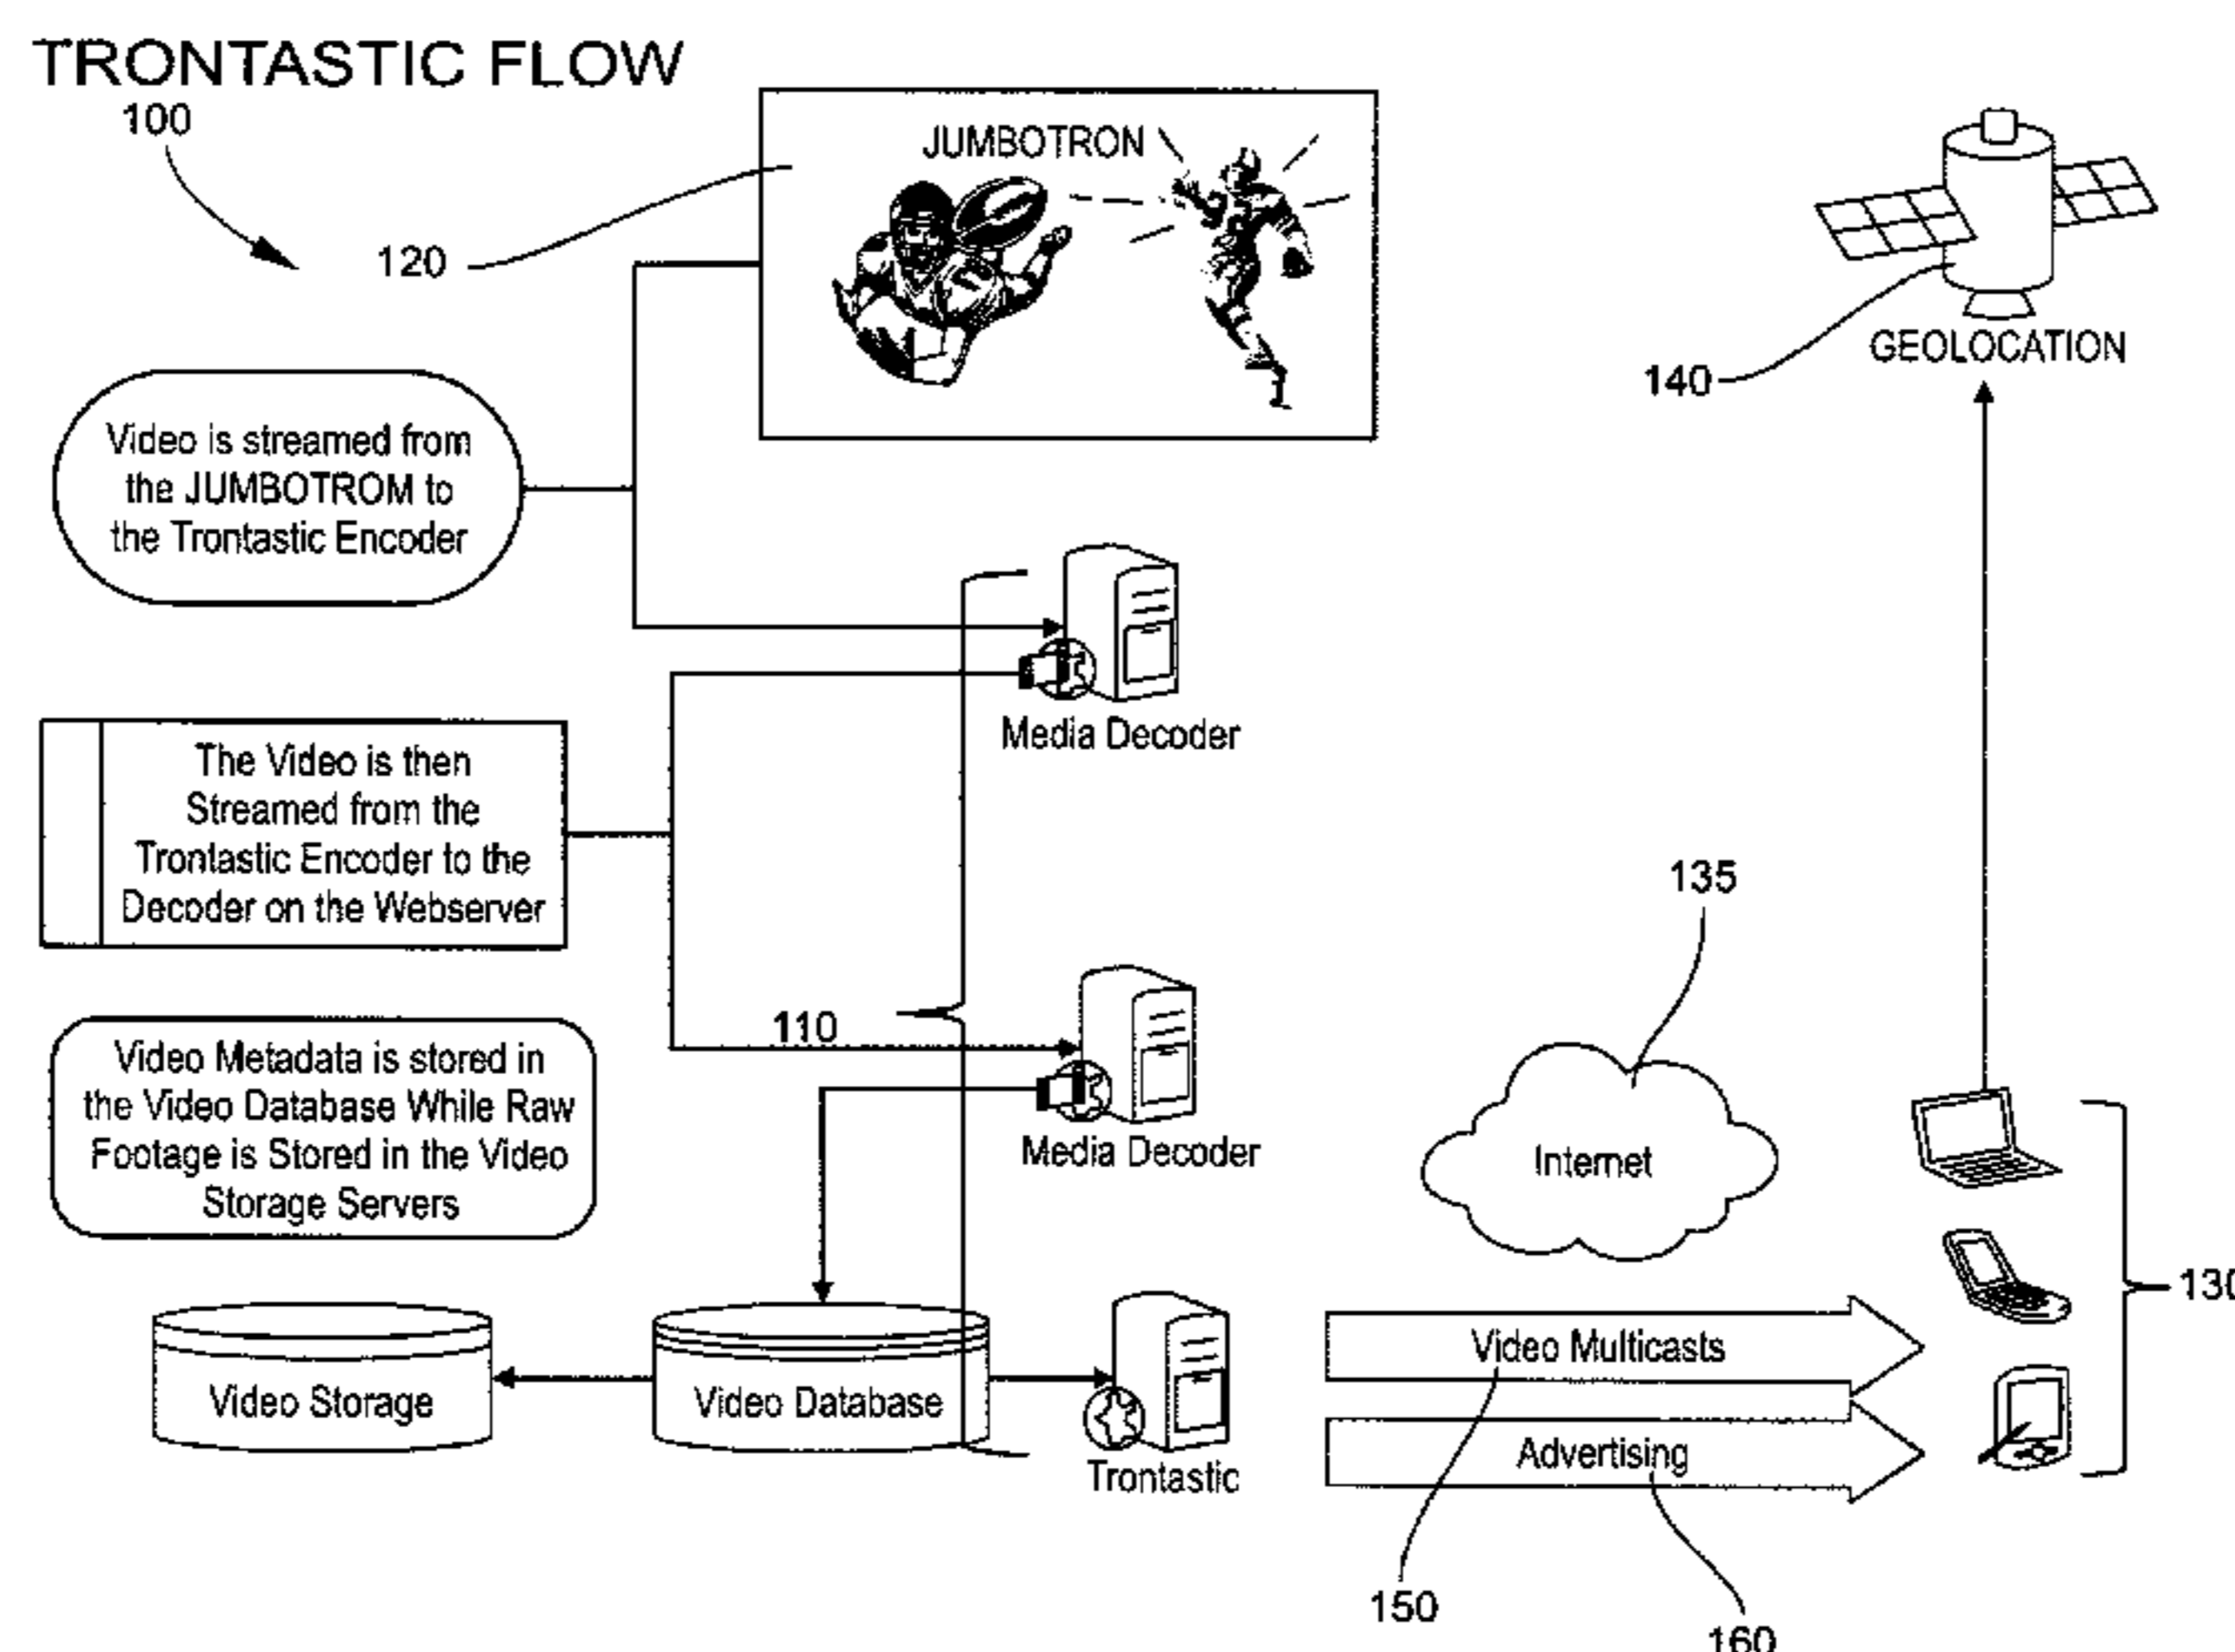 TRONTASTIC FLOW
100
120
JUMBOTRON
GEOLOCATION
140
Video is streamed from
the JUMBOTROM to
the Trontastic Encoder
Media Decoder
The Video is then
Streamed from the
Trontastic Encoder to the
Decoder on the Webserver
110
135
Video Metadata is stored in
the Video Database While Raw
Footage is Stored in the Video
Storage Servers
Media Decoder
Internet
130
Video Storage
Video Database
Trontastic
Video Multicasts
Advertising
150
160